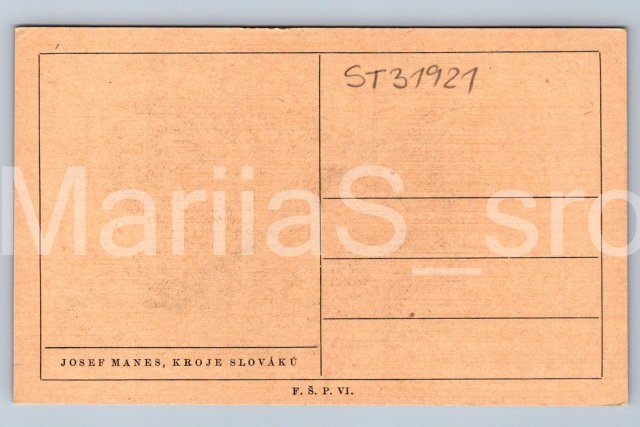 ST31921
MariiaS_sro
JOSEF MANES, KROJE SLOVÁKŮ
F. Š. P. VI.